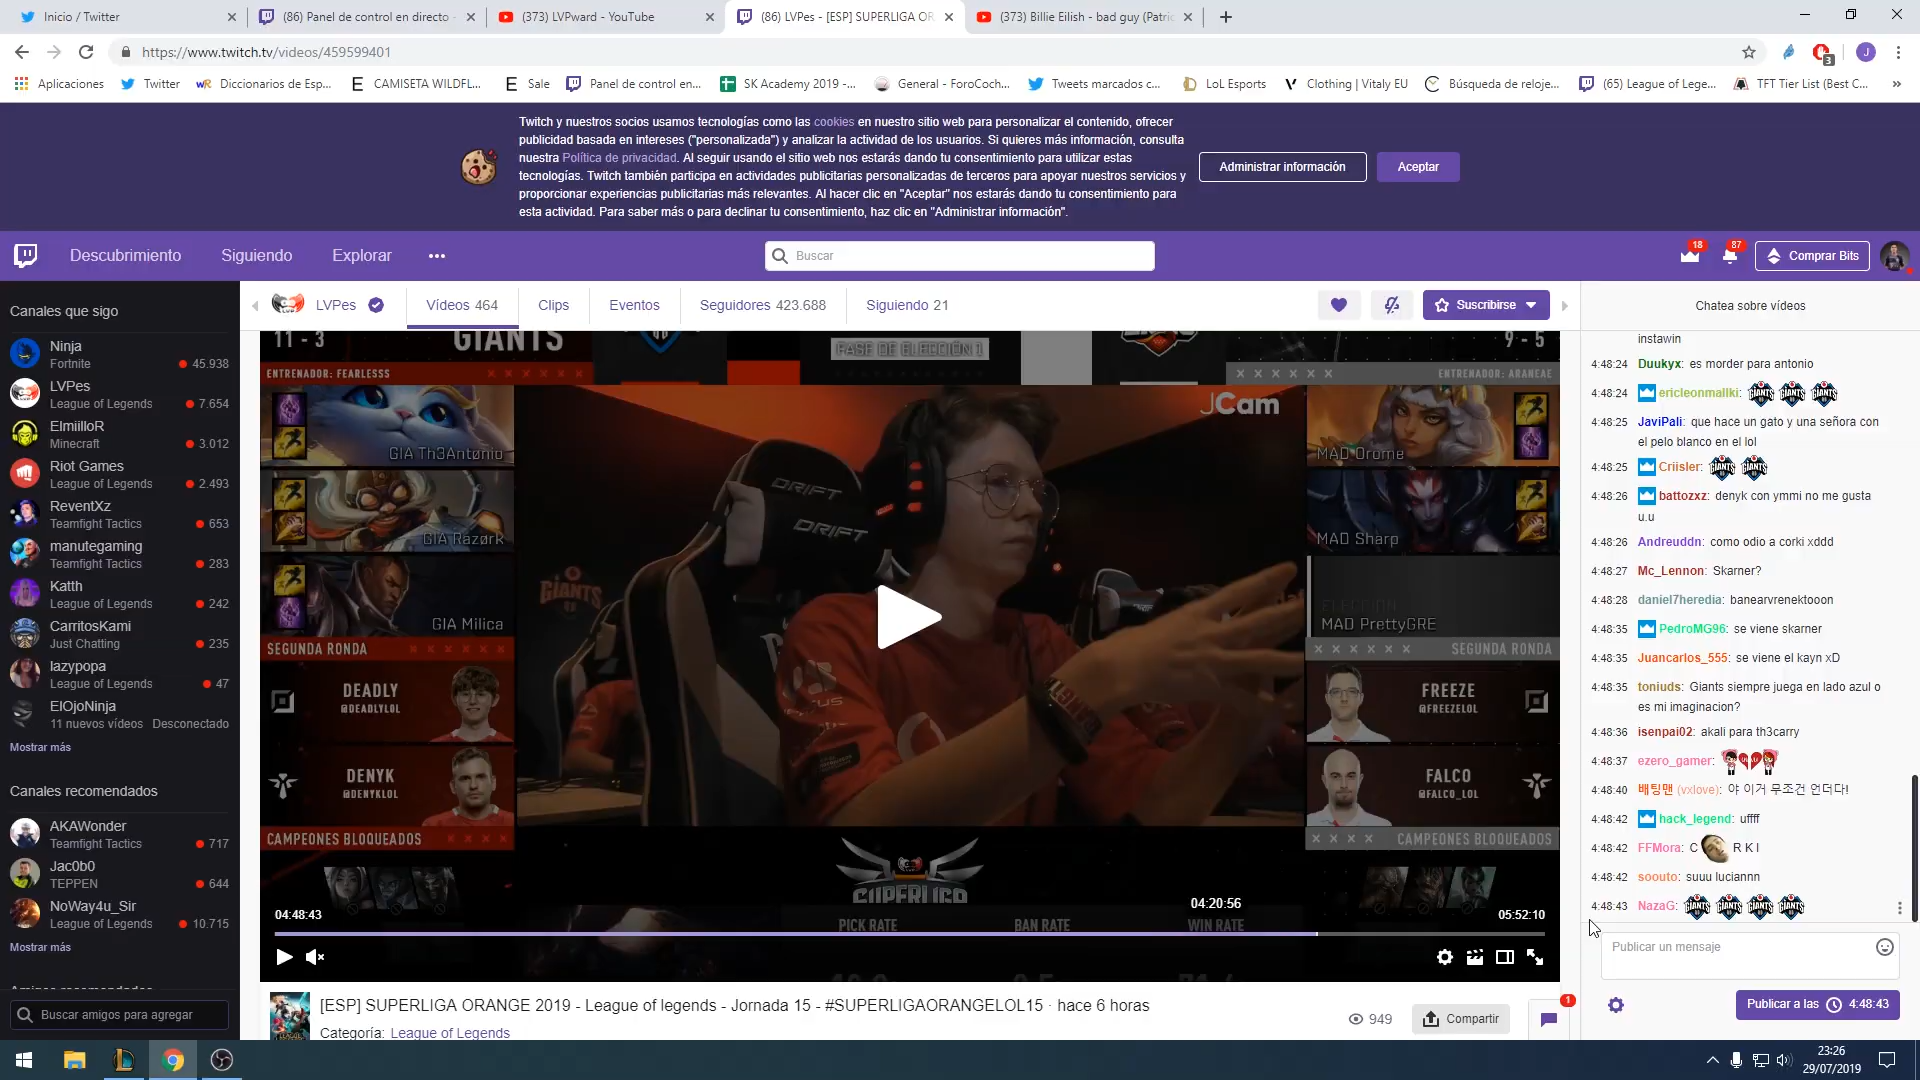 Inicio / Twitter
(86) Panel de control en directo -
(373) LVPward - YouTube
(86) LVPes - [ESP] SUPERLIGA OR
(373) Billie Eilish - bad guy (Patric
https://www.twitch.tv/videos/459599401
3
J
Aplicaciones
Twitter
wR Diccionarios de Esp...
E CAMISETA WILDFL...
E Sale
Panel de control en...
SK Academy 2019 -...
General - ForoCoch...
Tweets marcados c...
LoL Esports
Clothing | Vitaly EU
Búsqueda de reloje...
(65) League of Lege...
TFT Tier List (Best C...
»
Twitch y nuestros socios usamos tecnologías como las cookies en nuestro sitio web para personalizar el contenido, ofrecer
publicidad basada en intereses ("personalizada") y analizar la actividad de los usuarios. Si quieres más información, consulta
nuestra Política de privacidad. Al seguir usando el sitio web nos estarás dando tu consentimiento para utilizar estas
tecnologías. Twitch también participa en actividades publicitarias personalizadas de terceros para apoyar nuestros servicios y
proporcionar experiencias publicitarias más relevantes. Al hacer clic en "Aceptar" nos estarás dando tu consentimiento para
esta actividad. Para saber más o para declinar tu consentimiento, haz clic en "Administrar información".
Administrar información
Aceptar
Descubrimiento
Siguiendo
Explorar
Buscar
18
87
Comprar Bits
Canales que sigo
Ninja
Fortnite 45.938
LVPes
League of Legends 7.654
ElmiilloR
Minecraft 3.012
Riot Games
League of Legends 2.493
ReventXz
Teamfight Tactics 653
manutegaming
Teamfight Tactics 283
Katth
League of Legends 242
CarritosKami
Just Chatting 235
lazypopa
League of Legends 47
ElOjoNinja
11 nuevos vídeos Desconectado
Mostrar más
Canales recomendados
AKAWonder
Teamfight Tactics 717
Jac0b0
TEPPEN 644
NoWay4u_Sir
League of Legends 10.715
Mostrar más
Buscar amigos para agregar
LVPes
Vídeos 464
Clips
Eventos
Seguidores 423.688
Siguiendo 21
Suscribirse
11 - 3
GIANTS
FASE DE ELECCIÓN 1
9 - 5
ENTRENADOR: FEARLESSS
ENTRENADOR: ARANEAE
JCam
GIA Th3Antonio
GIA Razørk
GIA Milica
MAD Orome
MAD Sharp
ELECCIÓN
MAD PrettyGRE
DRIFT
DRIFT
GIANTS
SEGUNDA RONDA
SEGUNDA RONDA
DEADLY
@DEADLYLOL
DENYK
@DENYKLOL
FREEZE
@FREEZELOL
FALCO
@FALCO_LOL
CAMPEONES BLOQUEADOS
CAMPEONES BLOQUEADOS
SUPERLIGA
PICK RATE
BAN RATE
WIN RATE
04:48:43
04:20:56
05:52:10
[ESP] SUPERLIGA ORANGE 2019 - League of legends - Jornada 15 - #SUPERLIGAORANGELOL15 · hace 6 horas
Categoría: League of Legends
949
Compartir
1
Chatea sobre vídeos
instawin
4:48:24 Duukyx: es morder para antonio
4:48:24 ericleonmallki: GIANTS GIANTS GIANTS
4:48:25 JaviPali: que hace un gato y una señora con
el pelo blanco en el lol
4:48:25 Criisler: GIANTS GIANTS
4:48:26 battozxz: denyk con ymmi no me gusta
u.u
4:48:26 Andreuddn: como odio a corki xddd
4:48:27 Mc_Lennon: Skarner?
4:48:28 daniel7heredia: banearvrenektooon
4:48:35 PedroMG96: se viene skarner
4:48:35 Juancarlos_555: se viene el kayn xD
4:48:35 toniuds: Giants siempre juega en lado azul o
es mi imaginacion?
4:48:36 isenpai02: akali para th3carry
4:48:37 ezero_gamer:
4:48:40 배팅맨 (vxlove): 야 이거 무조건 언더다!
4:48:42 hack_legend: uffff
4:48:42 FFMora: C R K I
4:48:42 soouto: suuu luciannn
4:48:43 NazaG: GIANTS GIANTS GIANTS GIANTS
Publicar un mensaje
Publicar a las 4:48:43
23:26
29/07/2019